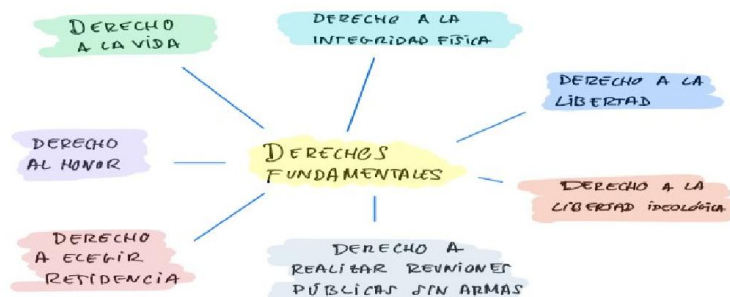 DERECHO
A LA VIDA
DERECHO A LA
INTEGRIDAD FÍSICA
DERECHO A LA
LIBERTAD
DERECHO
AL HONOR
DERECHOS
FUNDAMENTALES
DERECHO A LA
LIBERTAD IDEOLÓGICA
DERECHO
A ELEGIR
RESIDENCIA
DERECHO A
REALIZAR REUNIONES
PÚBLICAS SIN ARMAS